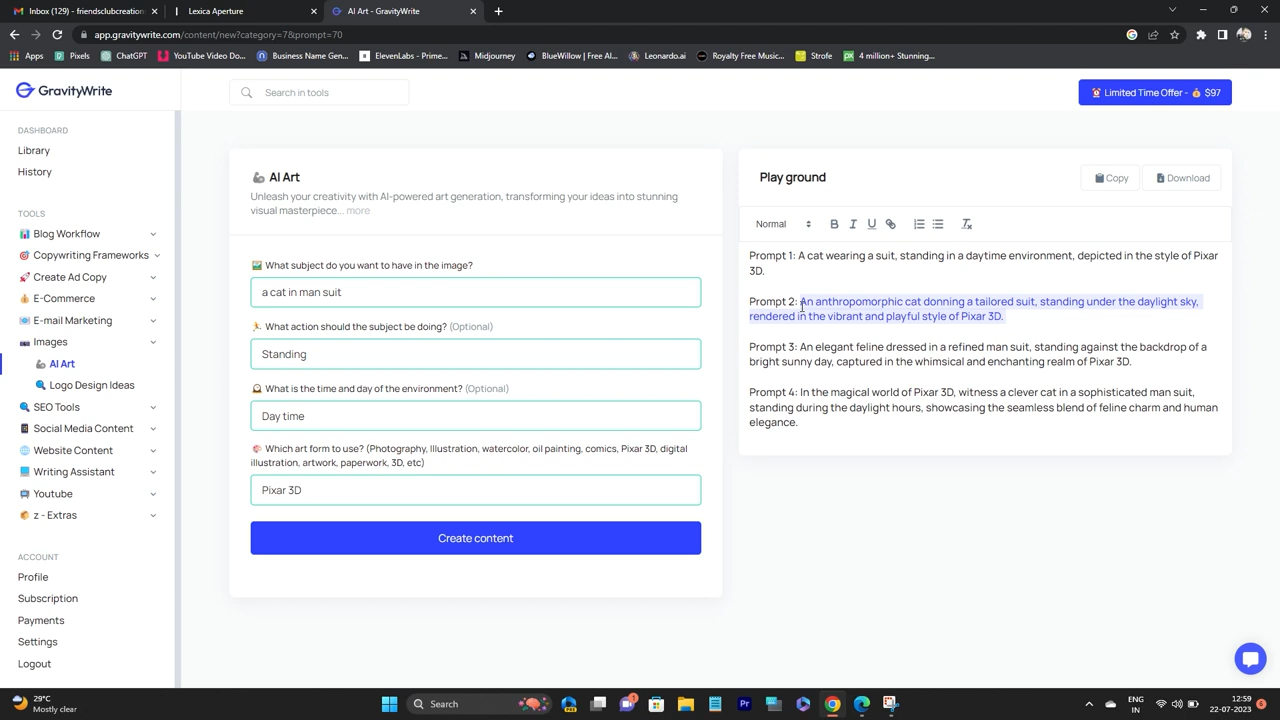 Inbox (129) - friendslubcreation
Lexica Aperture
AI Art - GravityWrite
app.gravitywrite.com/content/new?category=7&prompt=70
Apps
Pixels
ChatGPT
YouTube Video Do...
Business Name Gen...
ElevenLabs - Prime...
Midjourney
BlueWillow | Free AI...
Leonardo.ai
Royalty Free Music...
Strofe
4 million+ Stunning...
GravityWrite
Search in tools
Limited Time Offer - 💰 $97
DASHBOARD
Library
History
TOOLS
Blog Workflow
Copywriting Frameworks
Create Ad Copy
E-Commerce
E-mail Marketing
Images
AI Art
Logo Design Ideas
SEO Tools
Social Media Content
Website Content
Writing Assistant
Youtube
z - Extras
ACCOUNT
Profile
Subscription
Payments
Settings
Logout
AI Art
Unleash your creativity with AI-powered art generation, transforming your ideas into stunning
visual masterpiece... more
What subject do you want to have in the image?
a cat in man suit
What action should the subject be doing? (Optional)
Standing
What is the time and day of the environment? (Optional)
Day time
Which art form to use? (Photography, Illustration, watercolor, oil painting, comics, Pixar 3D, digital
illustration, artwork, paperwork, 3D, etc)
Pixar 3D
Create content
Play ground
Copy
Download
Normal
B I U
Prompt 1: A cat wearing a suit, standing in a daytime environment, depicted in the style of Pixar
3D.
Prompt 2: An anthropomorphic cat donning a tailored suit, standing under the daylight sky,
rendered in the vibrant and playful style of Pixar 3D.
Prompt 3: An elegant feline dressed in a refined man suit, standing against the backdrop of a
bright sunny day, captured in the whimsical and enchanting realm of Pixar 3D.
Prompt 4: In the magical world of Pixar 3D, witness a clever cat in a sophisticated man suit,
standing during the daylight hours, showcasing the seamless blend of feline charm and human
elegance.
29°C
Mostly clear
Search
ENG
IN
12:59
22-07-2023